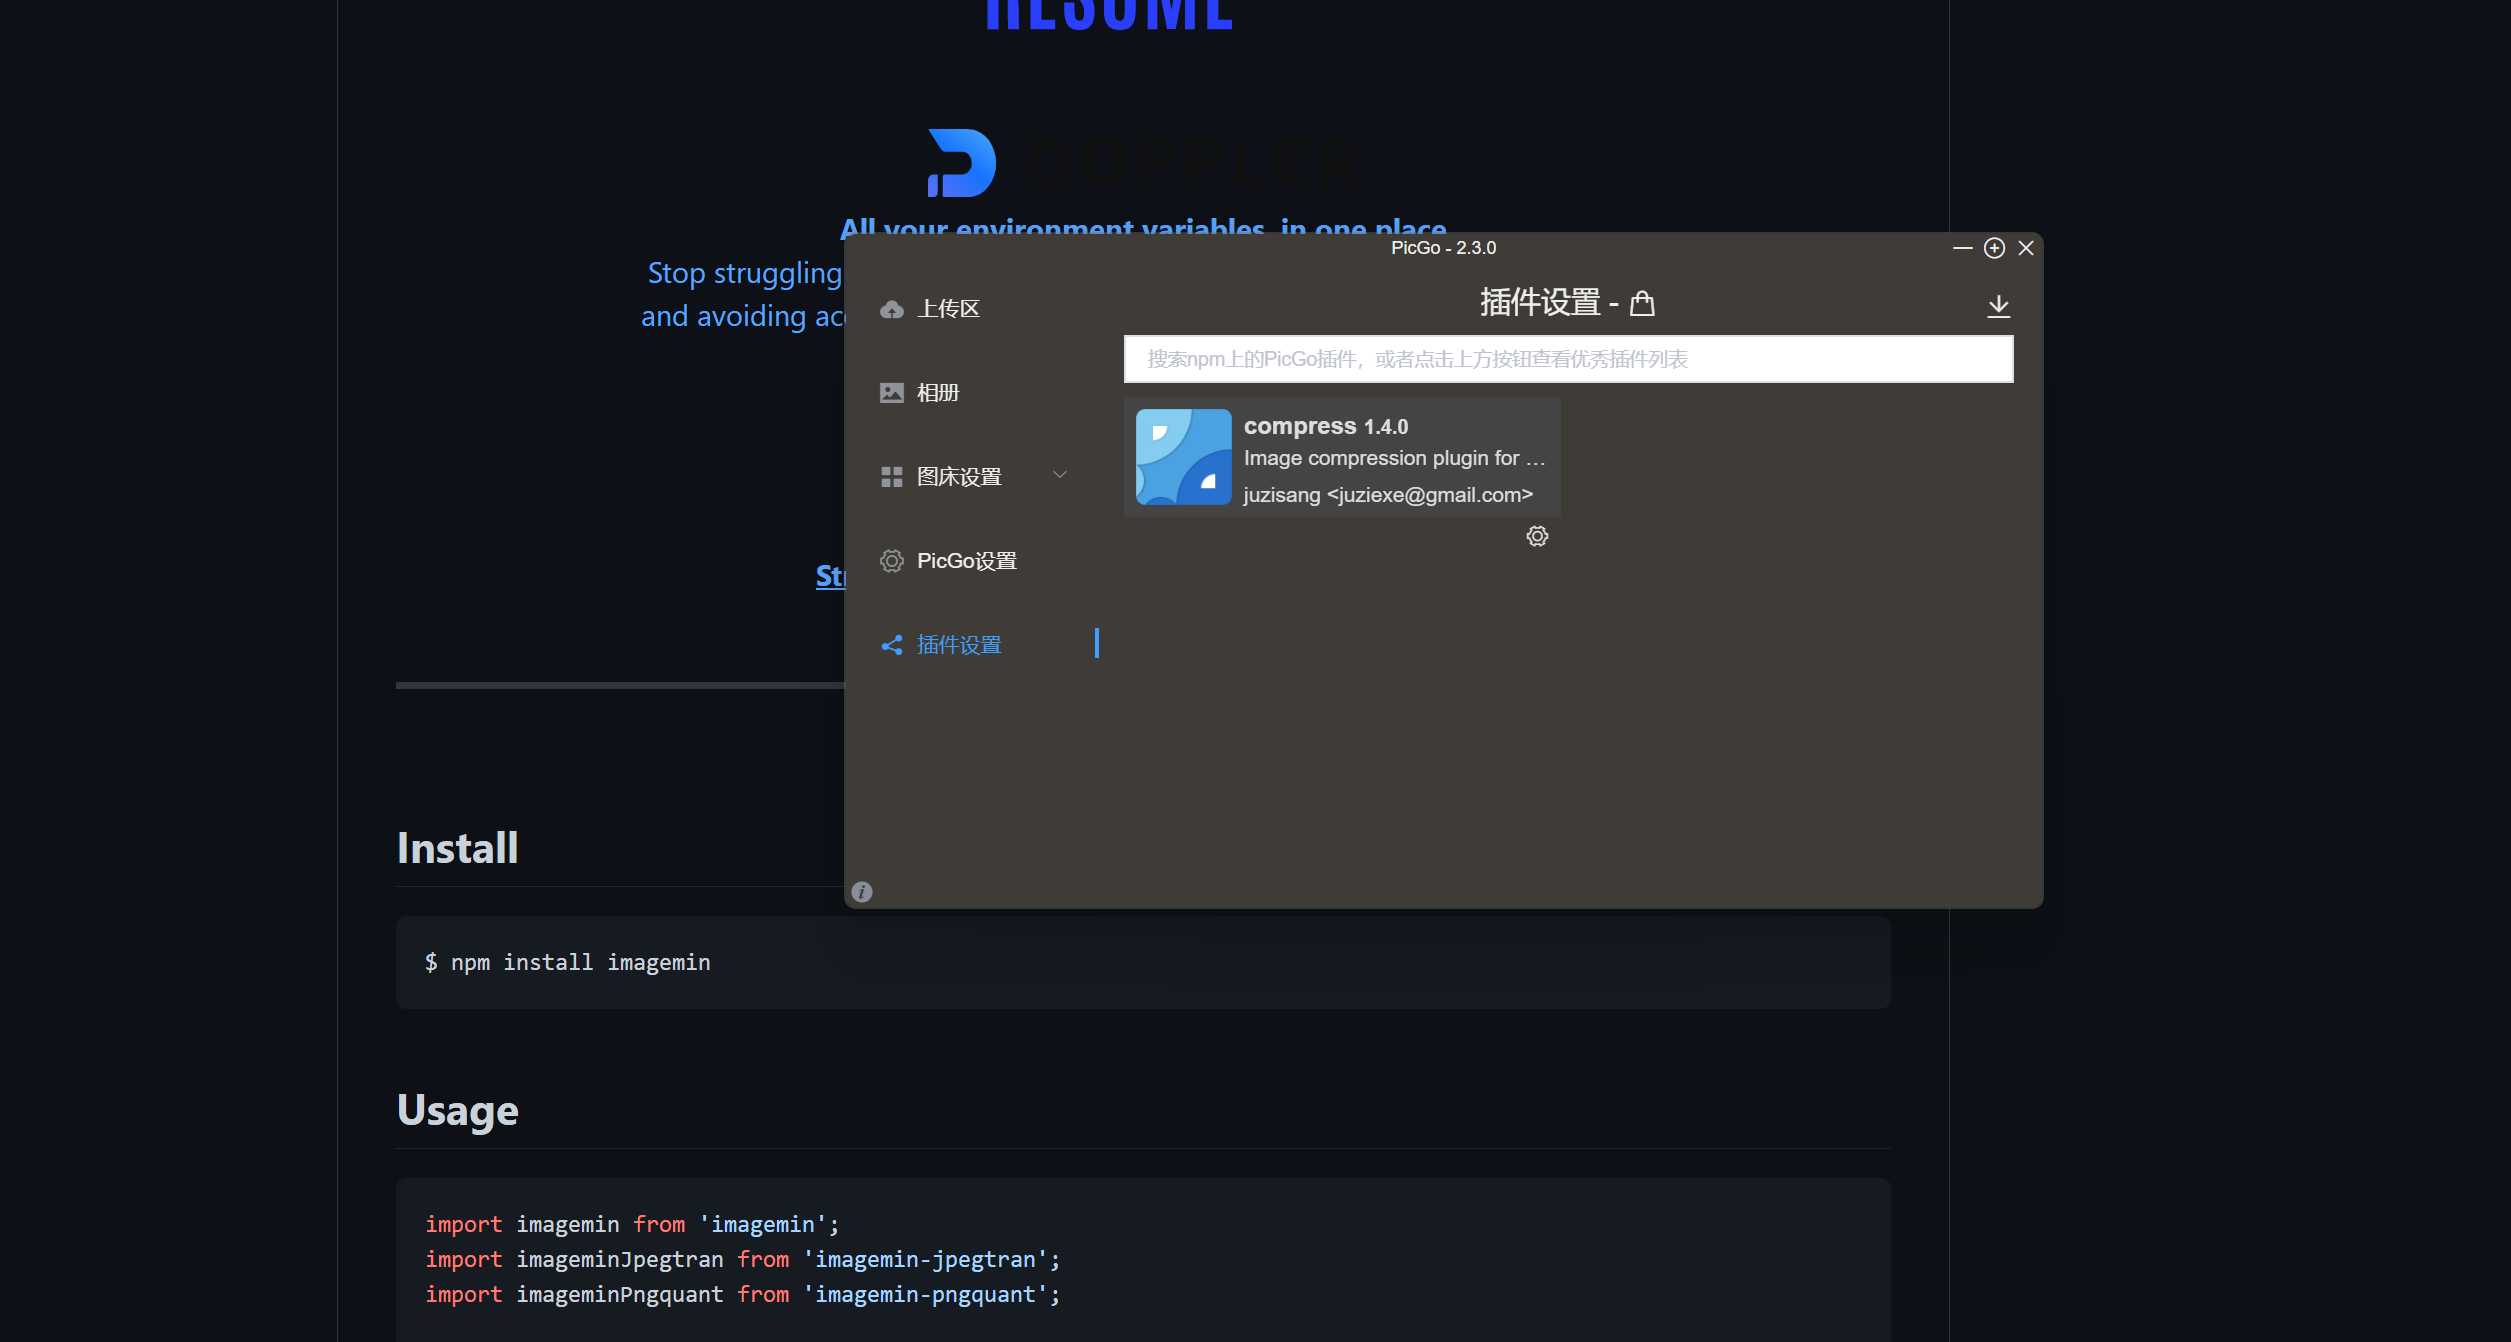 RESUME
DOPPLER
All your environment variables, in one place
Stop struggling
and avoiding
PicGo - 2.3.0
上传区
相册
图床设置
PicGo设置
插件设置
插件设置 -
搜索npm上的PicGo插件，或者点击上方按钮查看优秀插件列表
compress 1.4.0
Image compression plugin for …
juzisang <juziexe@gmail.com>
Install
$ npm install imagemin
Usage
import imagemin from 'imagemin';
import imageminJpegtran from 'imagemin-jpegtran';
import imageminPngquant from 'imagemin-pngquant';